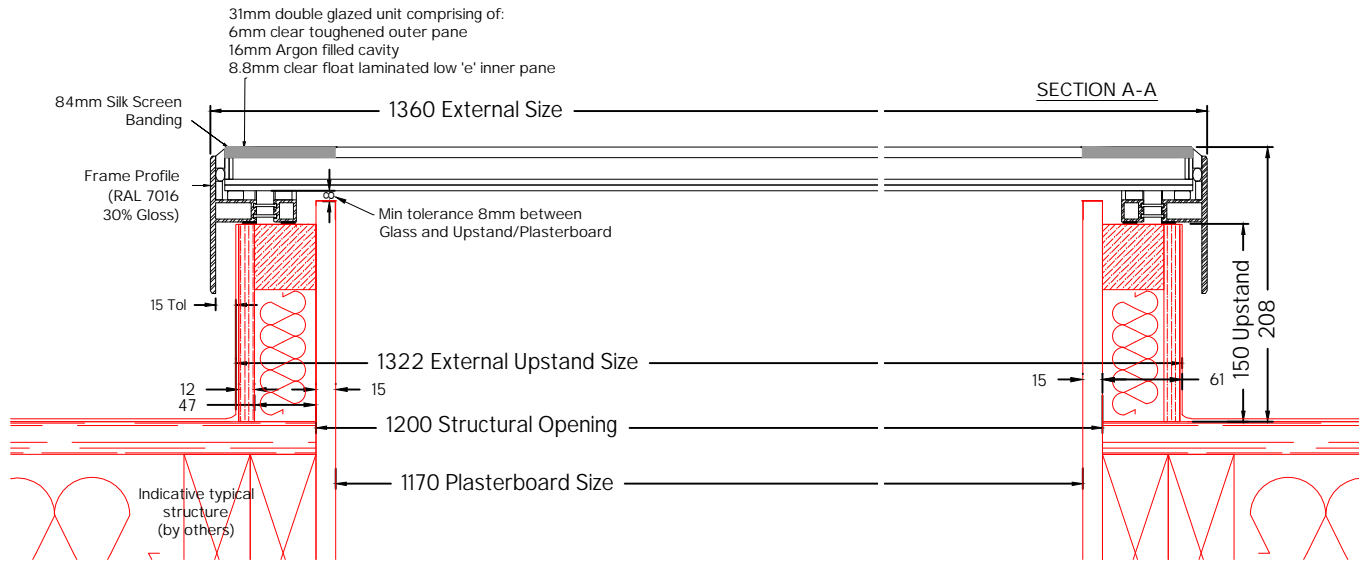 31mm double glazed unit comprising of:
6mm clear toughened outer pane
16mm Argon filled cavity
8.8mm clear float laminated low 'e' inner pane
SECTION A-A
84mm Silk Screen
Banding
1360 External Size
Frame Profile
(RAL 7016
30% Gloss)
8
Min tolerance 8mm between
Glass and Upstand/Plasterboard
15 Tol
150 Upstand
208
1322 External Upstand Size
12
47
15
15
61
1200 Structural Opening
1170 Plasterboard Size
Indicative typical
structure
(by others)